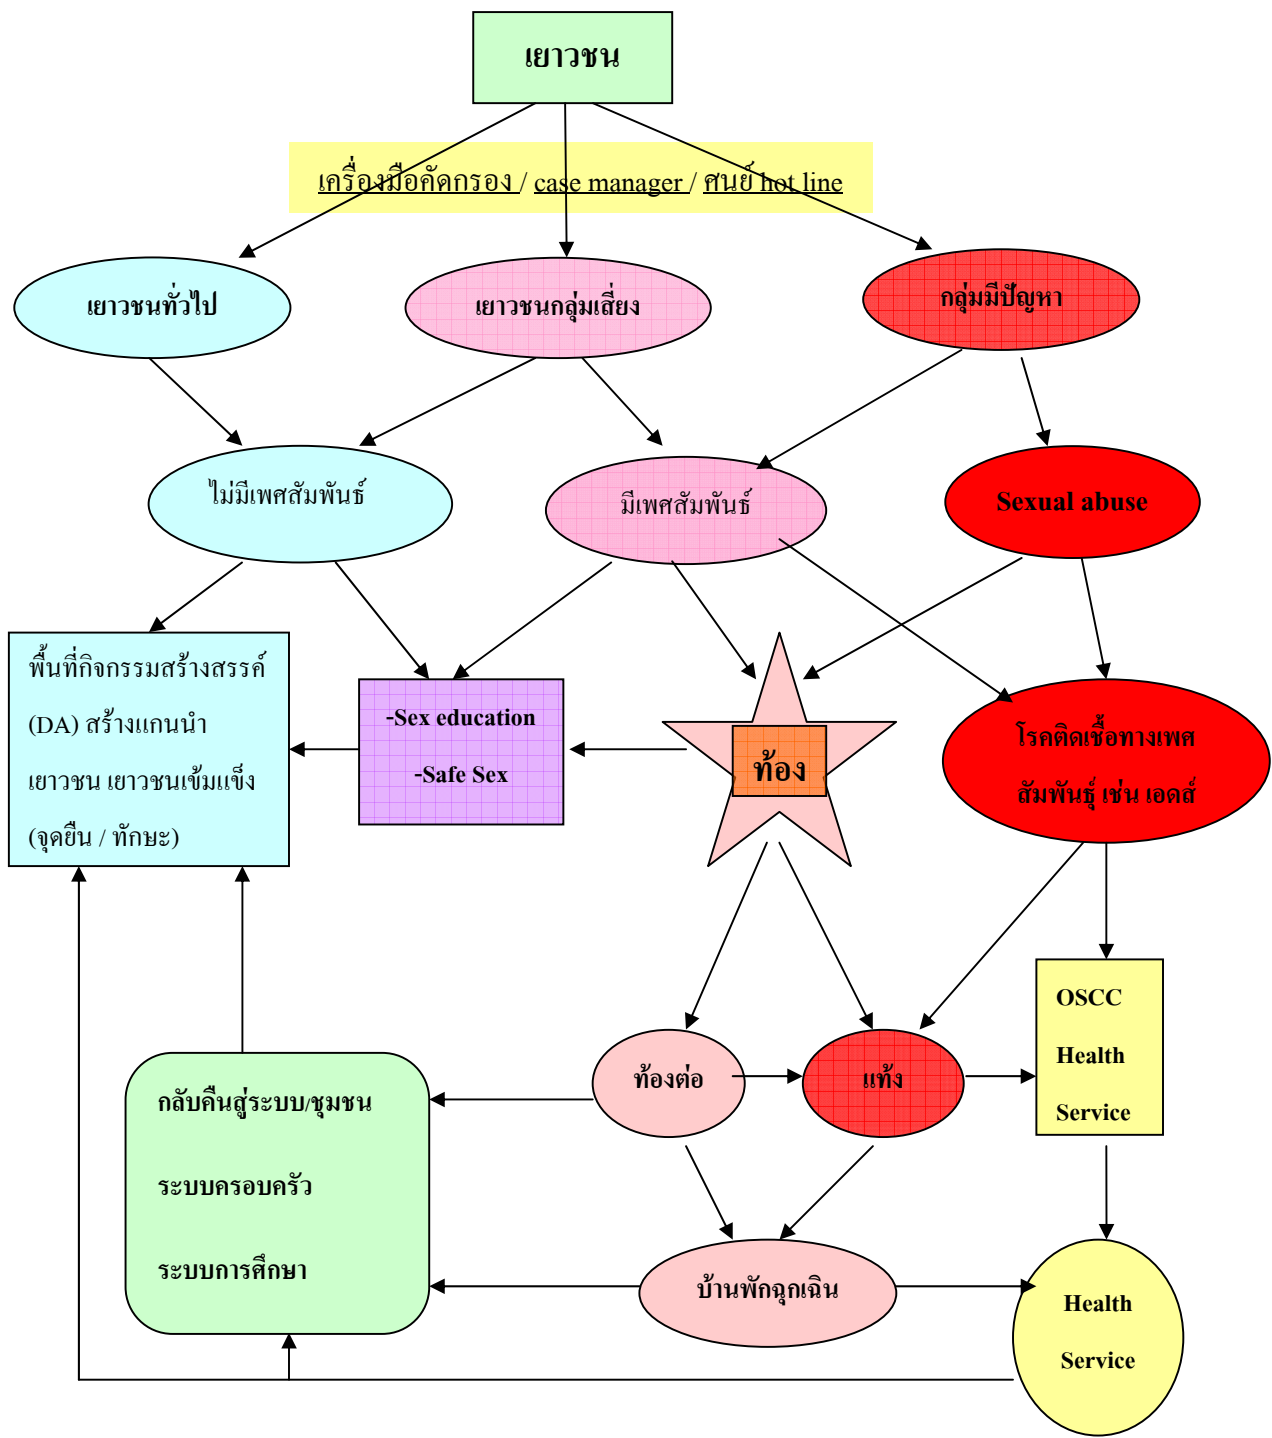 เยาวชน
เครื่องมือคัดกรอง / case manager / ศูนย์ hot line
เยาวชนทั่วไป
เยาวชนกลุ่มเสี่ยง
กลุ่มมีปัญหา
ไม่มีเพศสัมพันธ์
มีเพศสัมพันธ์
Sexual abuse
พื้นที่กิจกรรมสร้างสรรค์
(DA) สร้างแกนนำ
เยาวชน เยาวชนเข้มแข็ง
(จุดยืน / ทักษะ)
-Sex education
-Safe Sex
ท้อง
โรคติดเชื้อทางเพศ
สัมพันธุ์ เช่น เอดส์
OSCC
Health
Service
ท้องต่อ
แท้ง
กลับคืนสู่ระบบ/ชุมชน
ระบบครอบครัว
ระบบการศึกษา
บ้านพักฉุกเฉิน
Health
Service